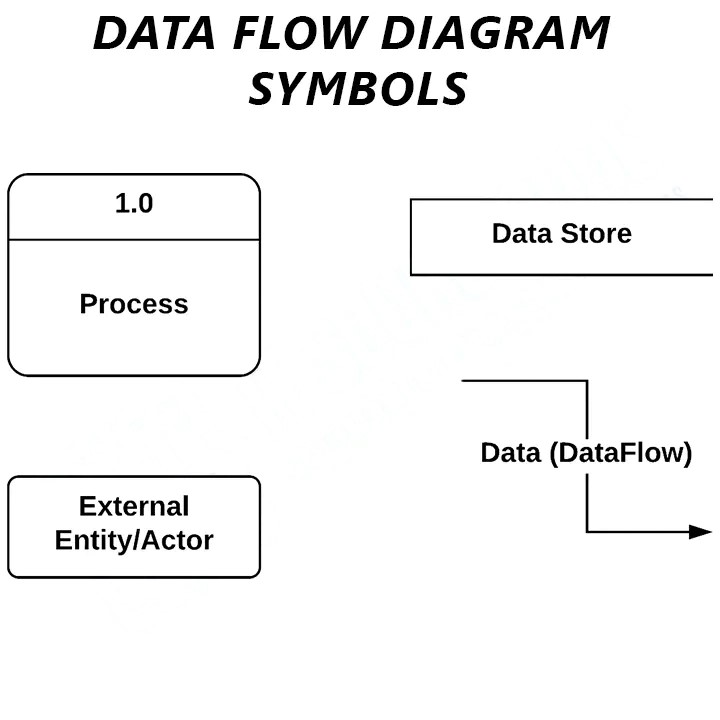 DATA FLOW DIAGRAM
SYMBOLS
1.0
Process
Data Store
Data (DataFlow)
External
Entity/Actor